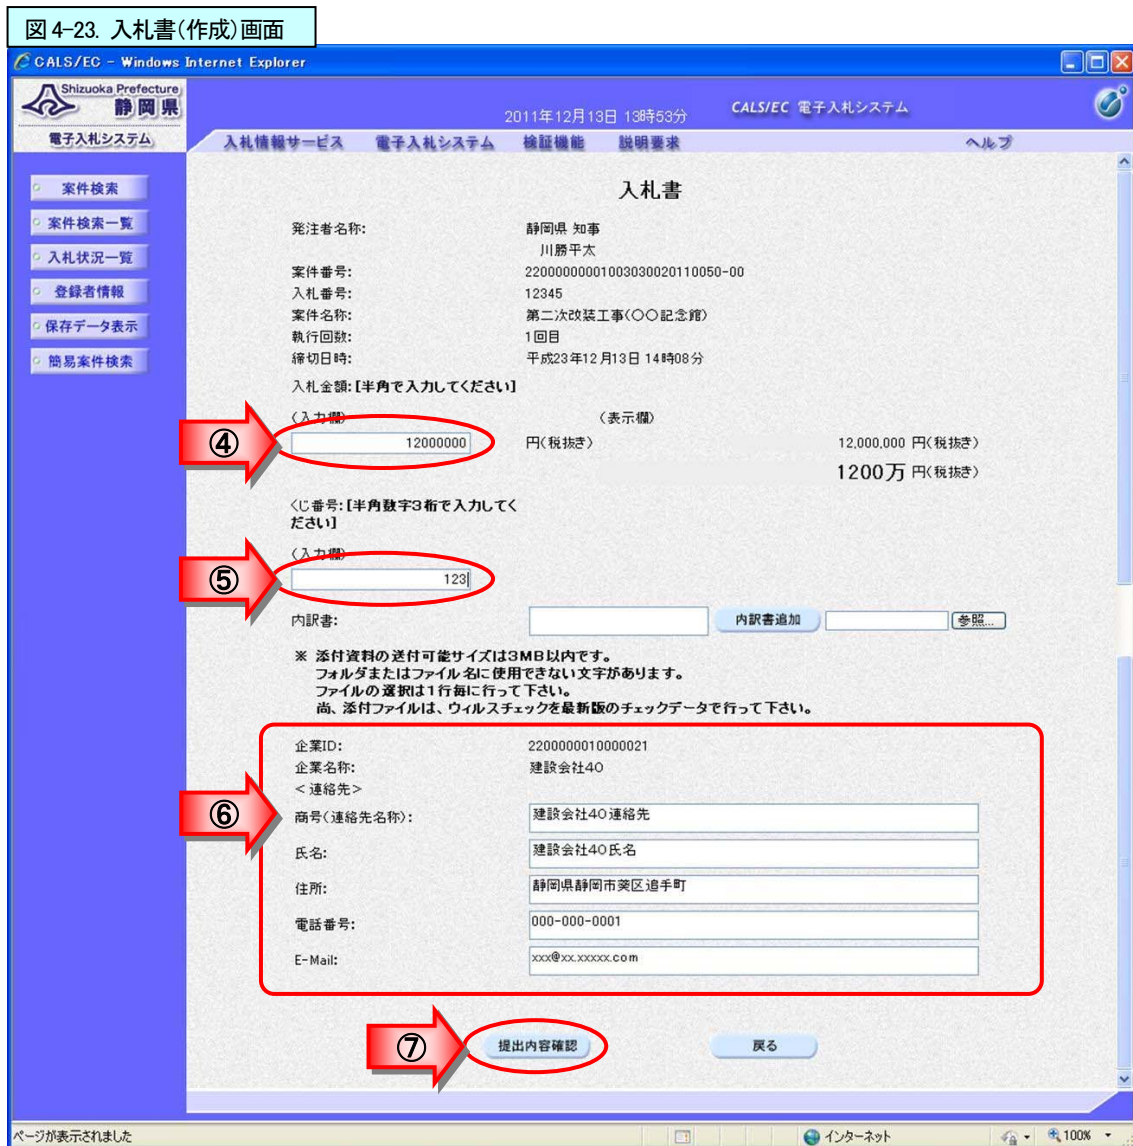 図 4-23. 入札書(作成)画面
CALS/EC - Windows Internet Explorer
Shizuoka Prefecture
静岡県
電子入札システム
2011年12月13日 13時53分
CALS/EC 電子入札システム
入札情報サービス 電子入札システム 検証機能 説明要求 ヘルプ
案件検索
案件検索一覧
入札状況一覧
登録者情報
保存データ表示
簡易案件検索
入札書
発注者名称: 静岡県 知事
川勝平太
案件番号: 22000000001003030020110050-00
入札番号: 12345
案件名称: 第二次改装工事(〇〇記念館)
執行回数: 1回目
締切日時: 平成23年12月13日 14時08分
入札金額:[半角で入力してください]
(入力欄) (表示欄)
④ 12000000 円(税抜き) 12,000,000 円(税抜き)
1200万 円(税抜き)
くじ番号:[半角数字3桁で入力してく
ださい]
(入力欄)
⑤ 123
内訳書: 内訳書追加 参照...
※ 添付資料の送付可能サイズは3MB以内です。
フォルダまたはファイル名に使用できない文字があります。
ファイルの選択は1行毎に行って下さい。
尚、添付ファイルは、ウィルスチェックを最新版のチェックデータで行って下さい。
企業ID: 2200000010000021
企業名称: 建設会社40
<連絡先>
⑥ 商号(連絡先名称): 建設会社40連絡先
氏名: 建設会社40氏名
住所: 静岡県静岡市葵区追手町
電話番号: 000-000-0001
E-Mail: xxx@xx.xxxxx.com
⑦ 提出内容確認 戻る
ページが表示されました インターネット 100%